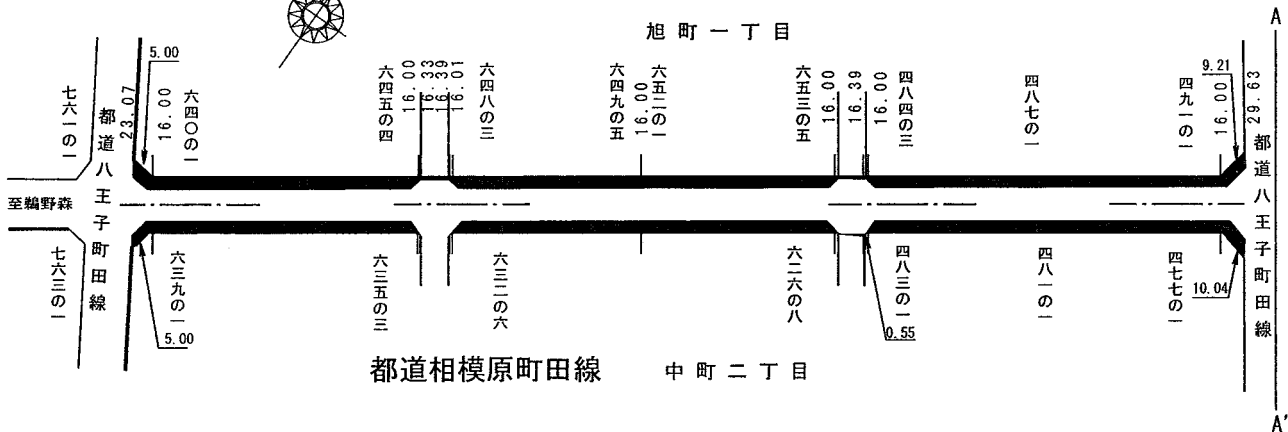 旭町一丁目
A
5.00
9.21
七六一の一
都道八王子町田線
23.07
16.00
六四〇の一
六四五の四
16.00
16.33
16.39
16.01
六四八の三
六四九の五
16.00
六五二の一
六五三の五
16.00
16.39
16.00
四八四の三
四八七の一
四九一の一
16.00
29.63
都道八王子町田線
至鵜野森
七六三の一
六三九の一
5.00
六三五の三
六三二の六
六二六の八
四八三の一
0.55
四八一の一
四七七の一
10.04
都道相模原町田線
中町二丁目
A'